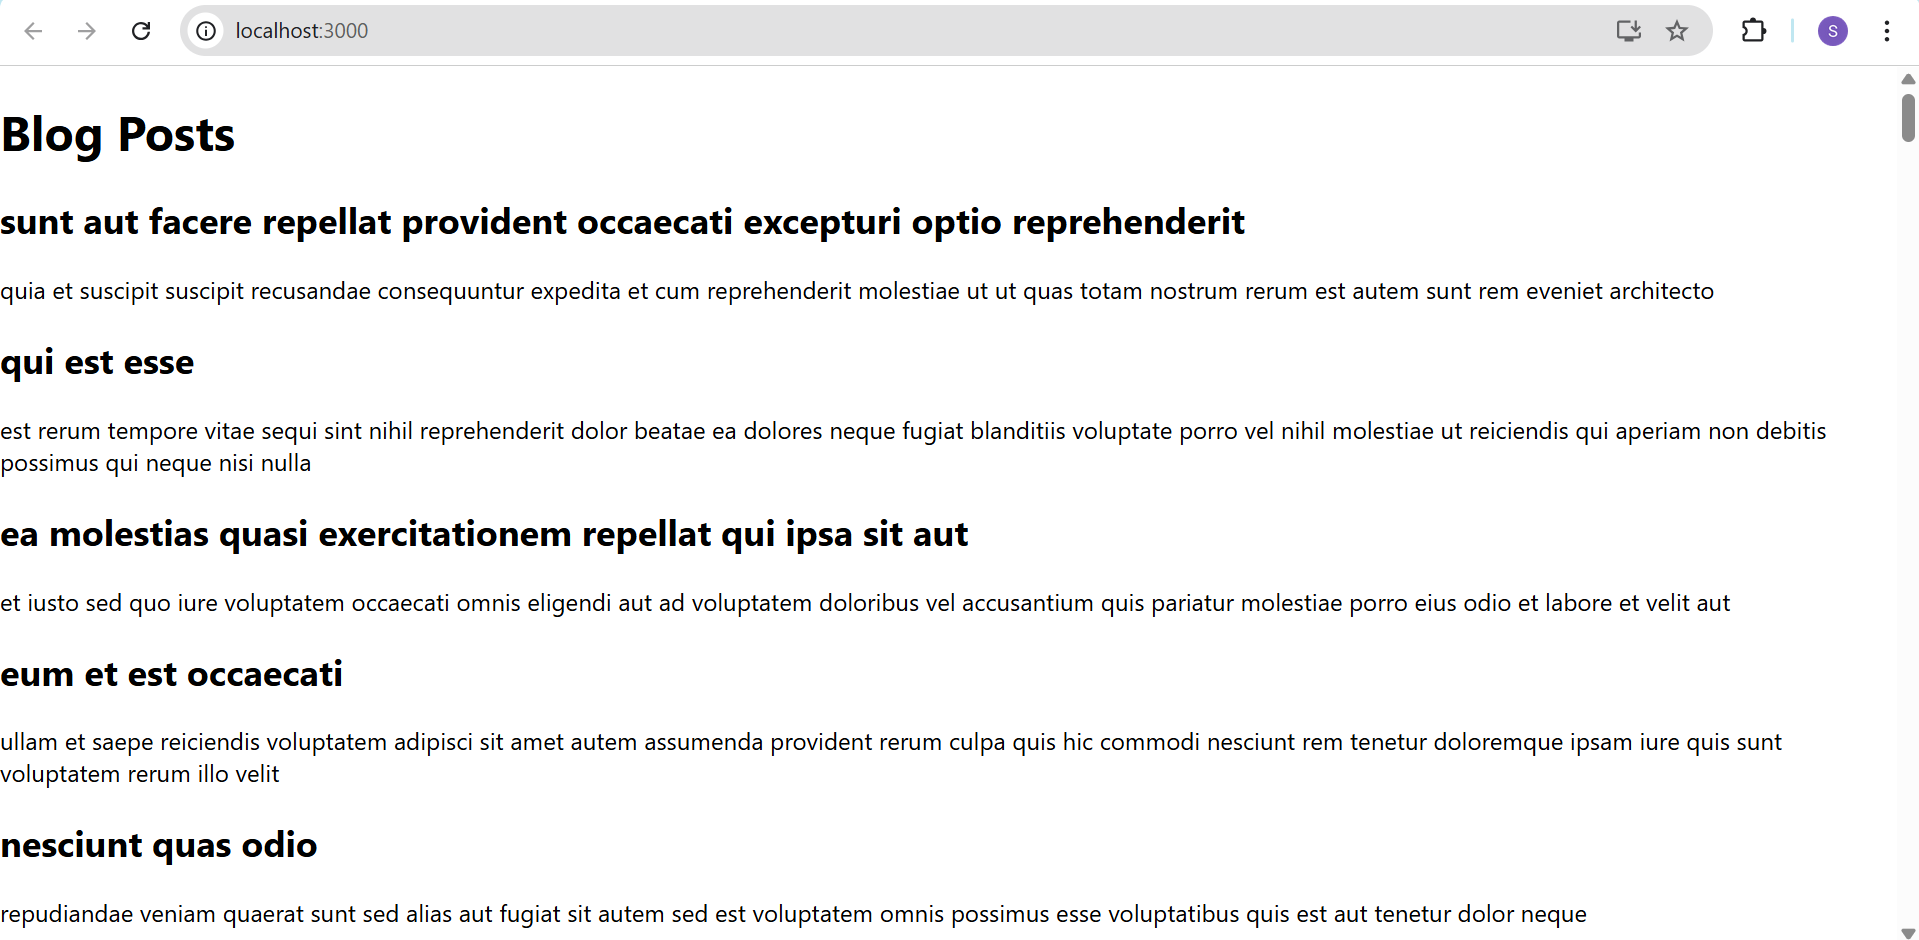 localhost:3000
S
Blog Posts
sunt aut facere repellat provident occaecati excepturi optio reprehenderit
quia et suscipit suscipit recusandae consequuntur expedita et cum reprehenderit molestiae ut ut quas totam nostrum rerum est autem sunt rem eveniet architecto
qui est esse
est rerum tempore vitae sequi sint nihil reprehenderit dolor beatae ea dolores neque fugiat blanditiis voluptate porro vel nihil molestiae ut reiciendis qui aperiam non debitis
possimus qui neque nisi nulla
ea molestias quasi exercitationem repellat qui ipsa sit aut
et iusto sed quo iure voluptatem occaecati omnis eligendi aut ad voluptatem doloribus vel accusantium quis pariatur molestiae porro eius odio et labore et velit aut
eum et est occaecati
ullam et saepe reiciendis voluptatem adipisci sit amet autem assumenda provident rerum culpa quis hic commodi nesciunt rem tenetur doloremque ipsam iure quis sunt
voluptatem rerum illo velit
nesciunt quas odio
repudiandae veniam quaerat sunt sed alias aut fugiat sit autem sed est voluptatem omnis possimus esse voluptatibus quis est aut tenetur dolor neque